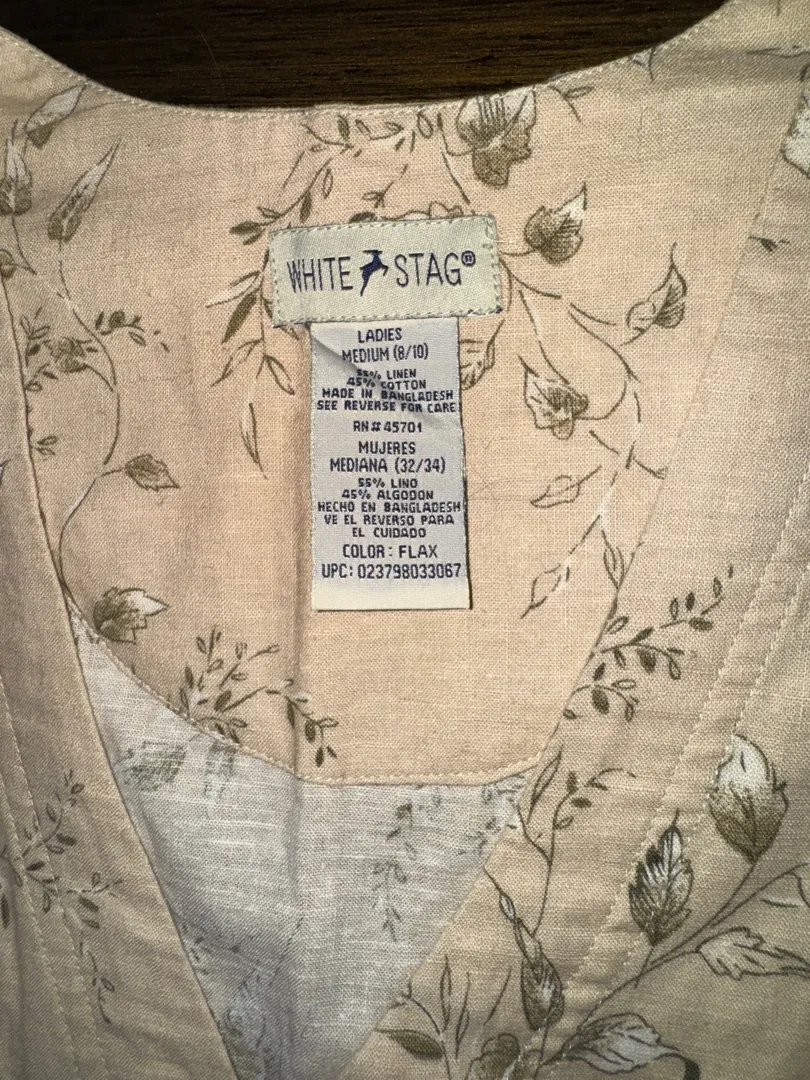 WHITE STAG®
LADIES
MEDIUM (8/10)
55% LINEN
45% COTTON
MADE IN BANGLADESH
SEE REVERSE FOR CARE
RN# 45701
MUJERES
MEDIANA (32/34)
55% LINO
45% ALGODON
HECHO EN BANGLADESH
VE EL REVERSO PARA
EL CUIDADO
COLOR: FLAX
UPC: 023798033067